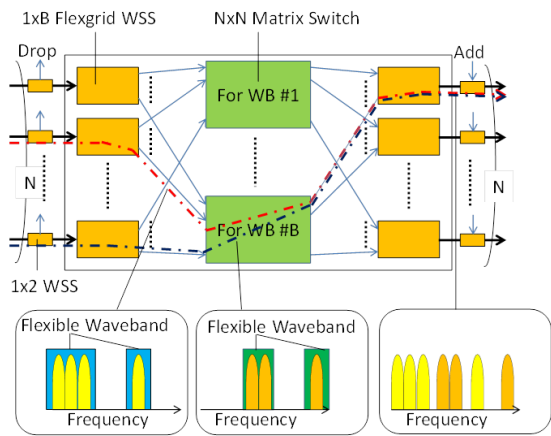 1xB Flexgrid WSS
NxN Matrix Switch
Drop
Add
For WB #1
N
N
For WB #B
1x2 WSS
Flexible Waveband
Flexible Waveband
Frequency
Frequency
Frequency